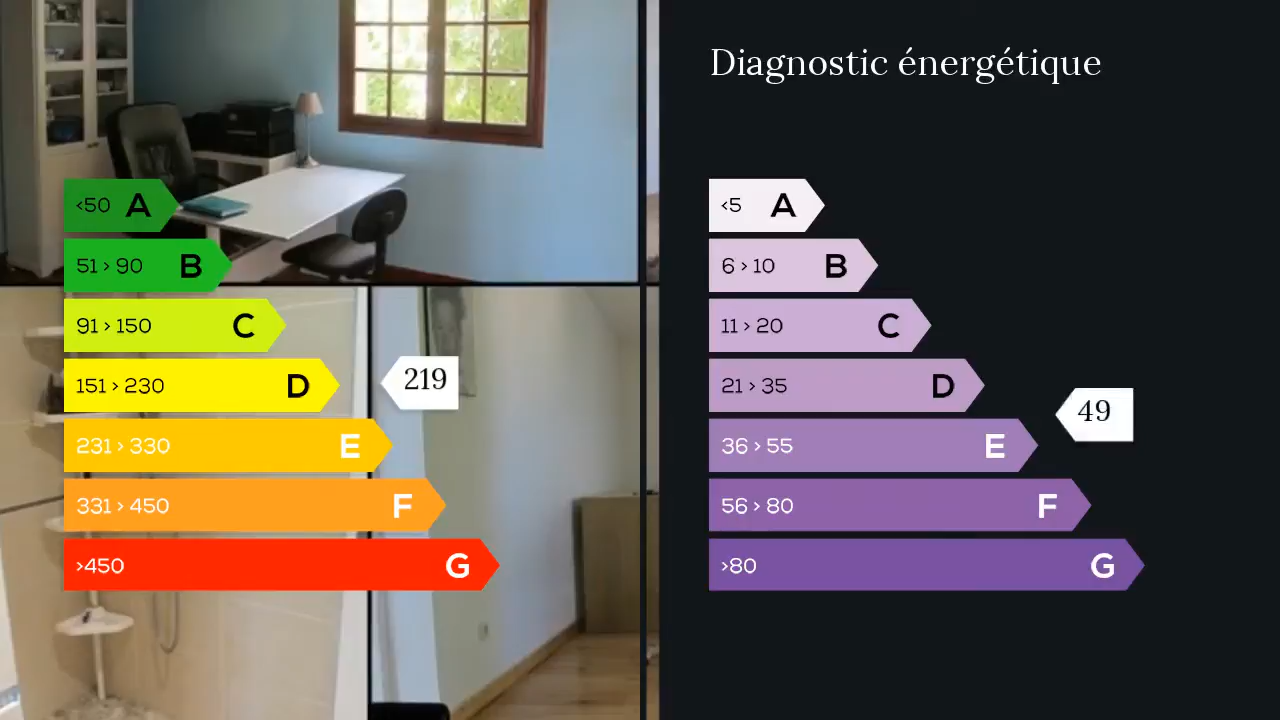 Diagnostic énergétique
<50 A
51 > 90 B
91 > 150 C
151 > 230 D
219
231 > 330 E
331 > 450 F
>450 G
<5 A
6 > 10 B
11 > 20 C
21 > 35 D
49
36 > 55 E
56 > 80 F
>80 G